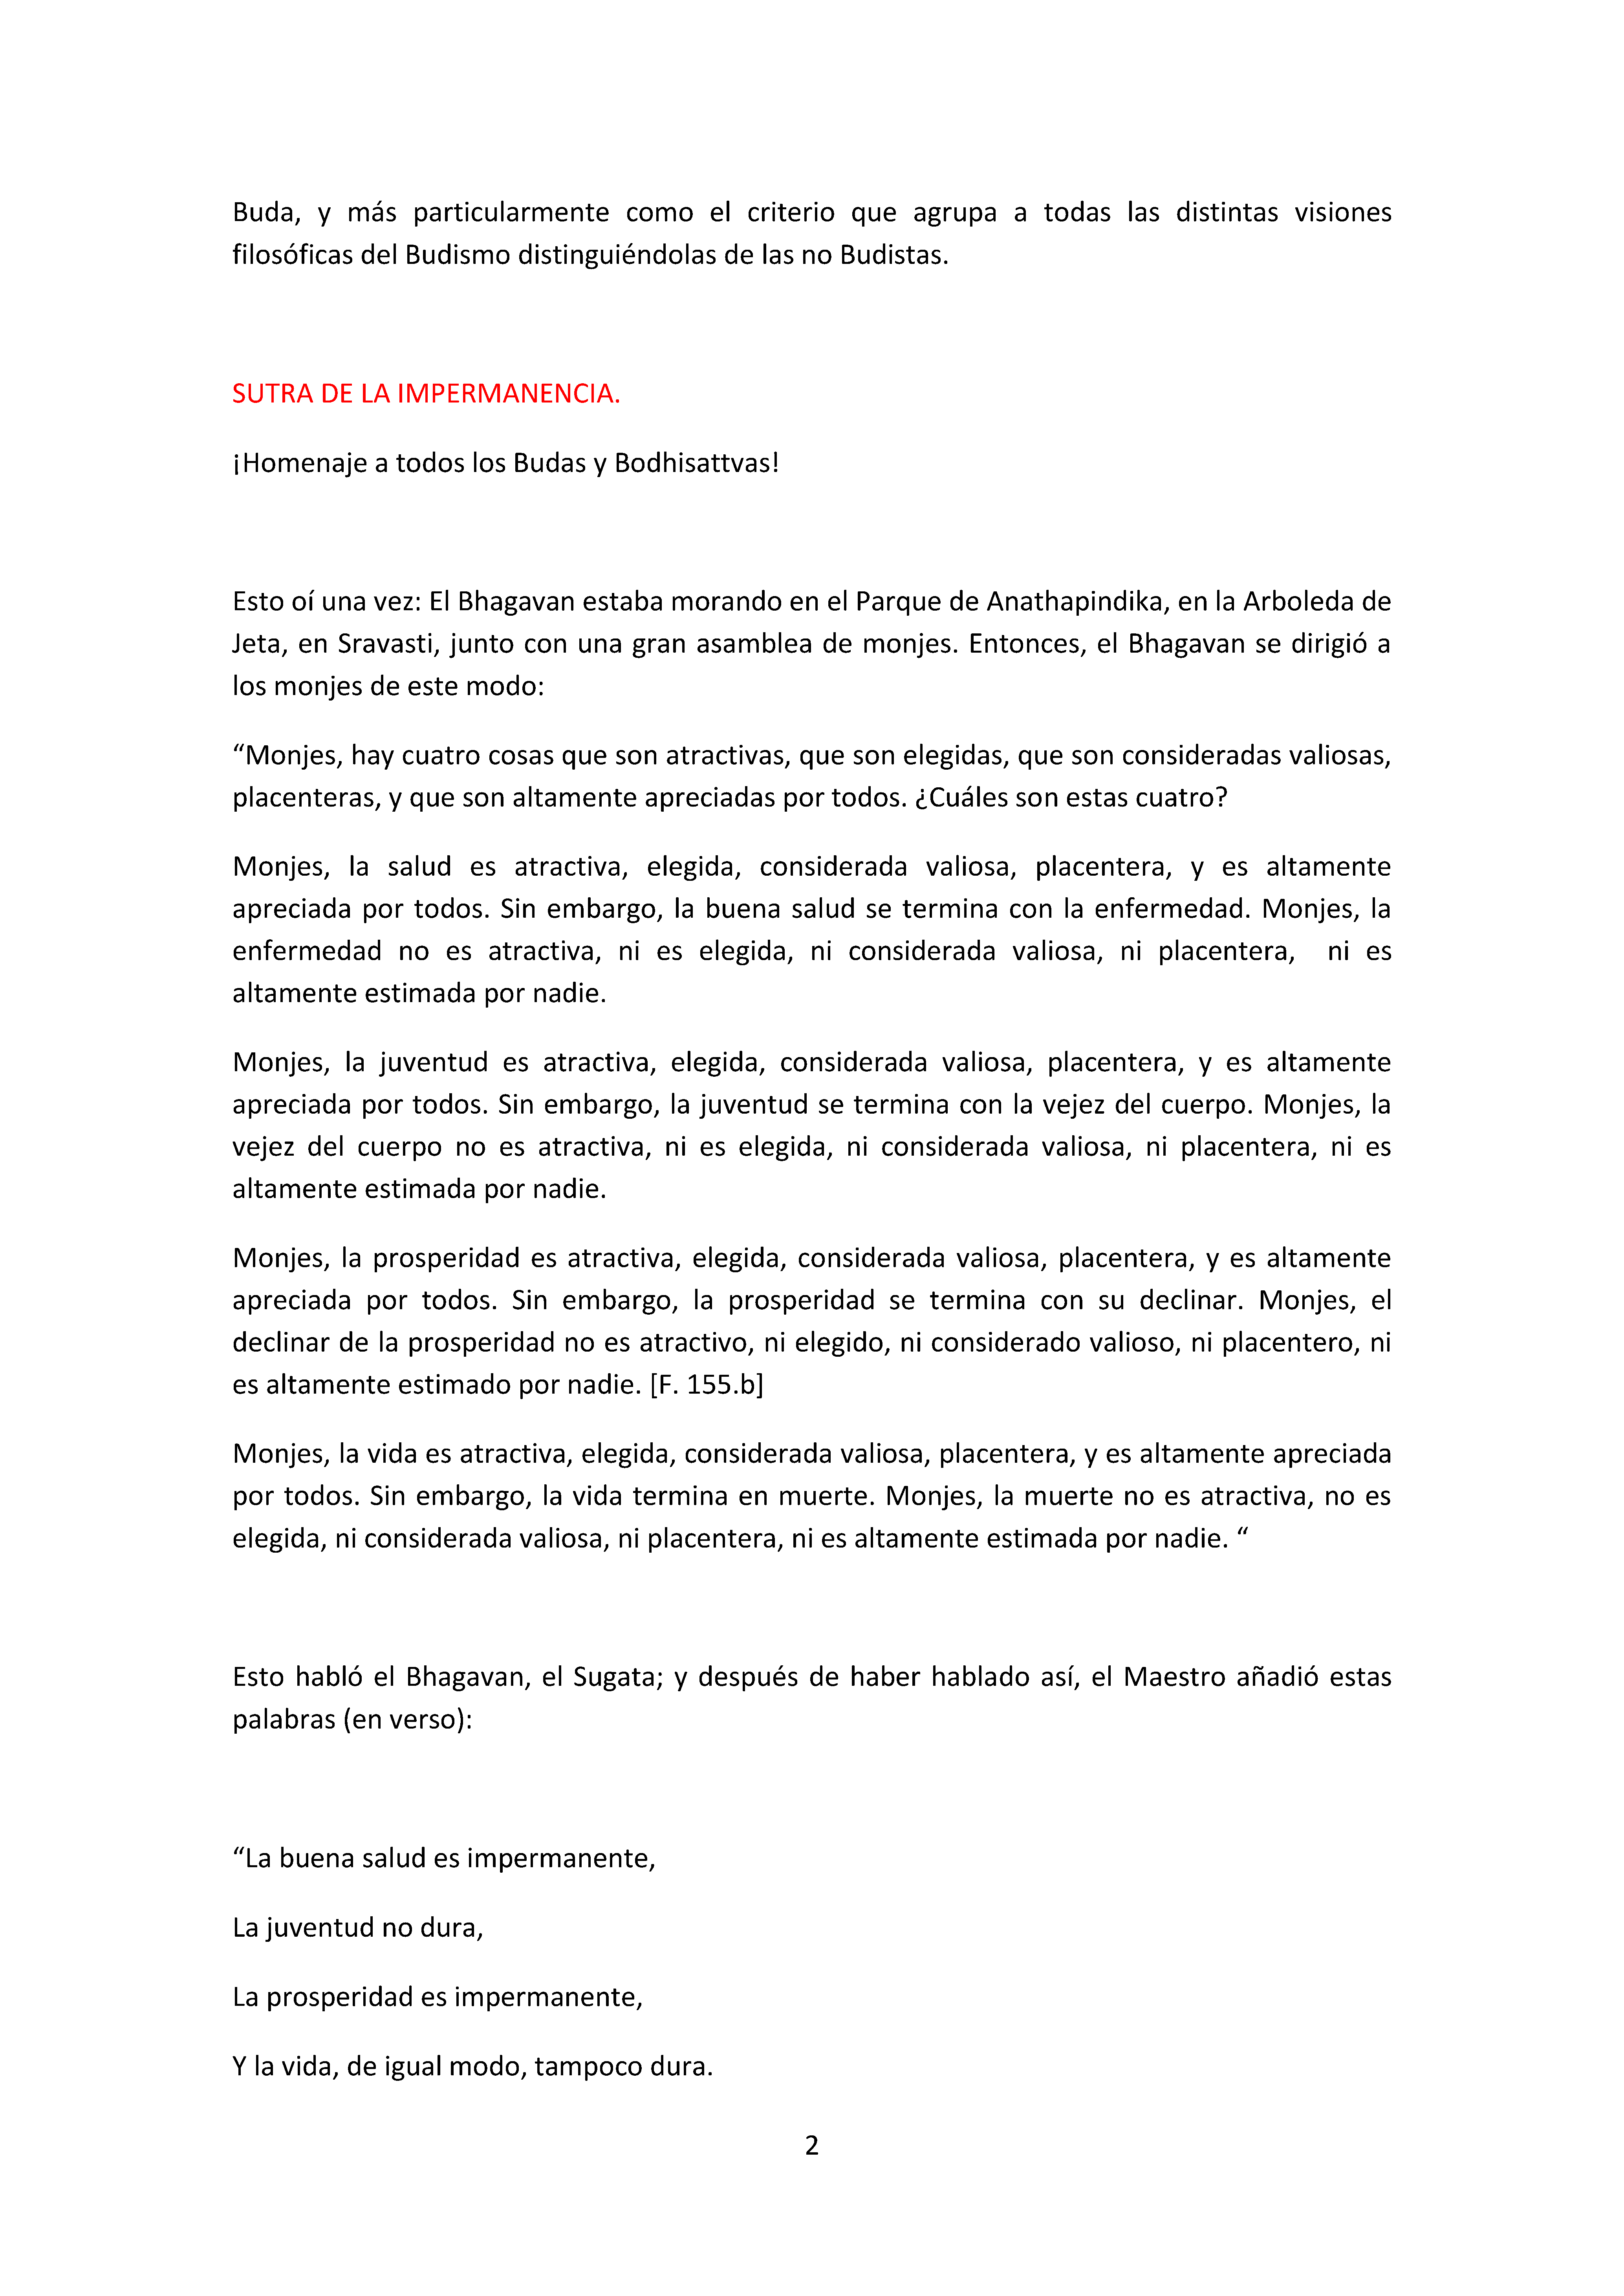 Buda, y más particularmente como el criterio que agrupa a todas las distintas visiones
filosóficas del Budismo distinguiéndolas de las no Budistas.
SUTRA DE LA IMPERMANENCIA.
¡Homenaje a todos los Budas y Bodhisattvas!
Esto oí una vez: El Bhagavan estaba morando en el Parque de Anathapindika, en la Arboleda de
Jeta, en Sravasti, junto con una gran asamblea de monjes. Entonces, el Bhagavan se dirigió a
los monjes de este modo:
“Monjes, hay cuatro cosas que son atractivas, que son elegidas, que son consideradas valiosas,
placenteras, y que son altamente apreciadas por todos. ¿Cuáles son estas cuatro?
Monjes, la salud es atractiva, elegida, considerada valiosa, placentera, y es altamente
apreciada por todos. Sin embargo, la buena salud se termina con la enfermedad. Monjes, la
enfermedad no es atractiva, ni es elegida, ni considerada valiosa, ni placentera, ni es
altamente estimada por nadie.
Monjes, la juventud es atractiva, elegida, considerada valiosa, placentera, y es altamente
apreciada por todos. Sin embargo, la juventud se termina con la vejez del cuerpo. Monjes, la
vejez del cuerpo no es atractiva, ni es elegida, ni considerada valiosa, ni placentera, ni es
altamente estimada por nadie.
Monjes, la prosperidad es atractiva, elegida, considerada valiosa, placentera, y es altamente
apreciada por todos. Sin embargo, la prosperidad se termina con su declinar. Monjes, el
declinar de la prosperidad no es atractivo, ni elegido, ni considerado valioso, ni placentero, ni
es altamente estimado por nadie. [F. 155.b]
Monjes, la vida es atractiva, elegida, considerada valiosa, placentera, y es altamente apreciada
por todos. Sin embargo, la vida termina en muerte. Monjes, la muerte no es atractiva, no es
elegida, ni considerada valiosa, ni placentera, ni es altamente estimada por nadie. “
Esto habló el Bhagavan, el Sugata; y después de haber hablado así, el Maestro añadió estas
palabras (en verso):
“La buena salud es impermanente,
La juventud no dura,
La prosperidad es impermanente,
Y la vida, de igual modo, tampoco dura.
2